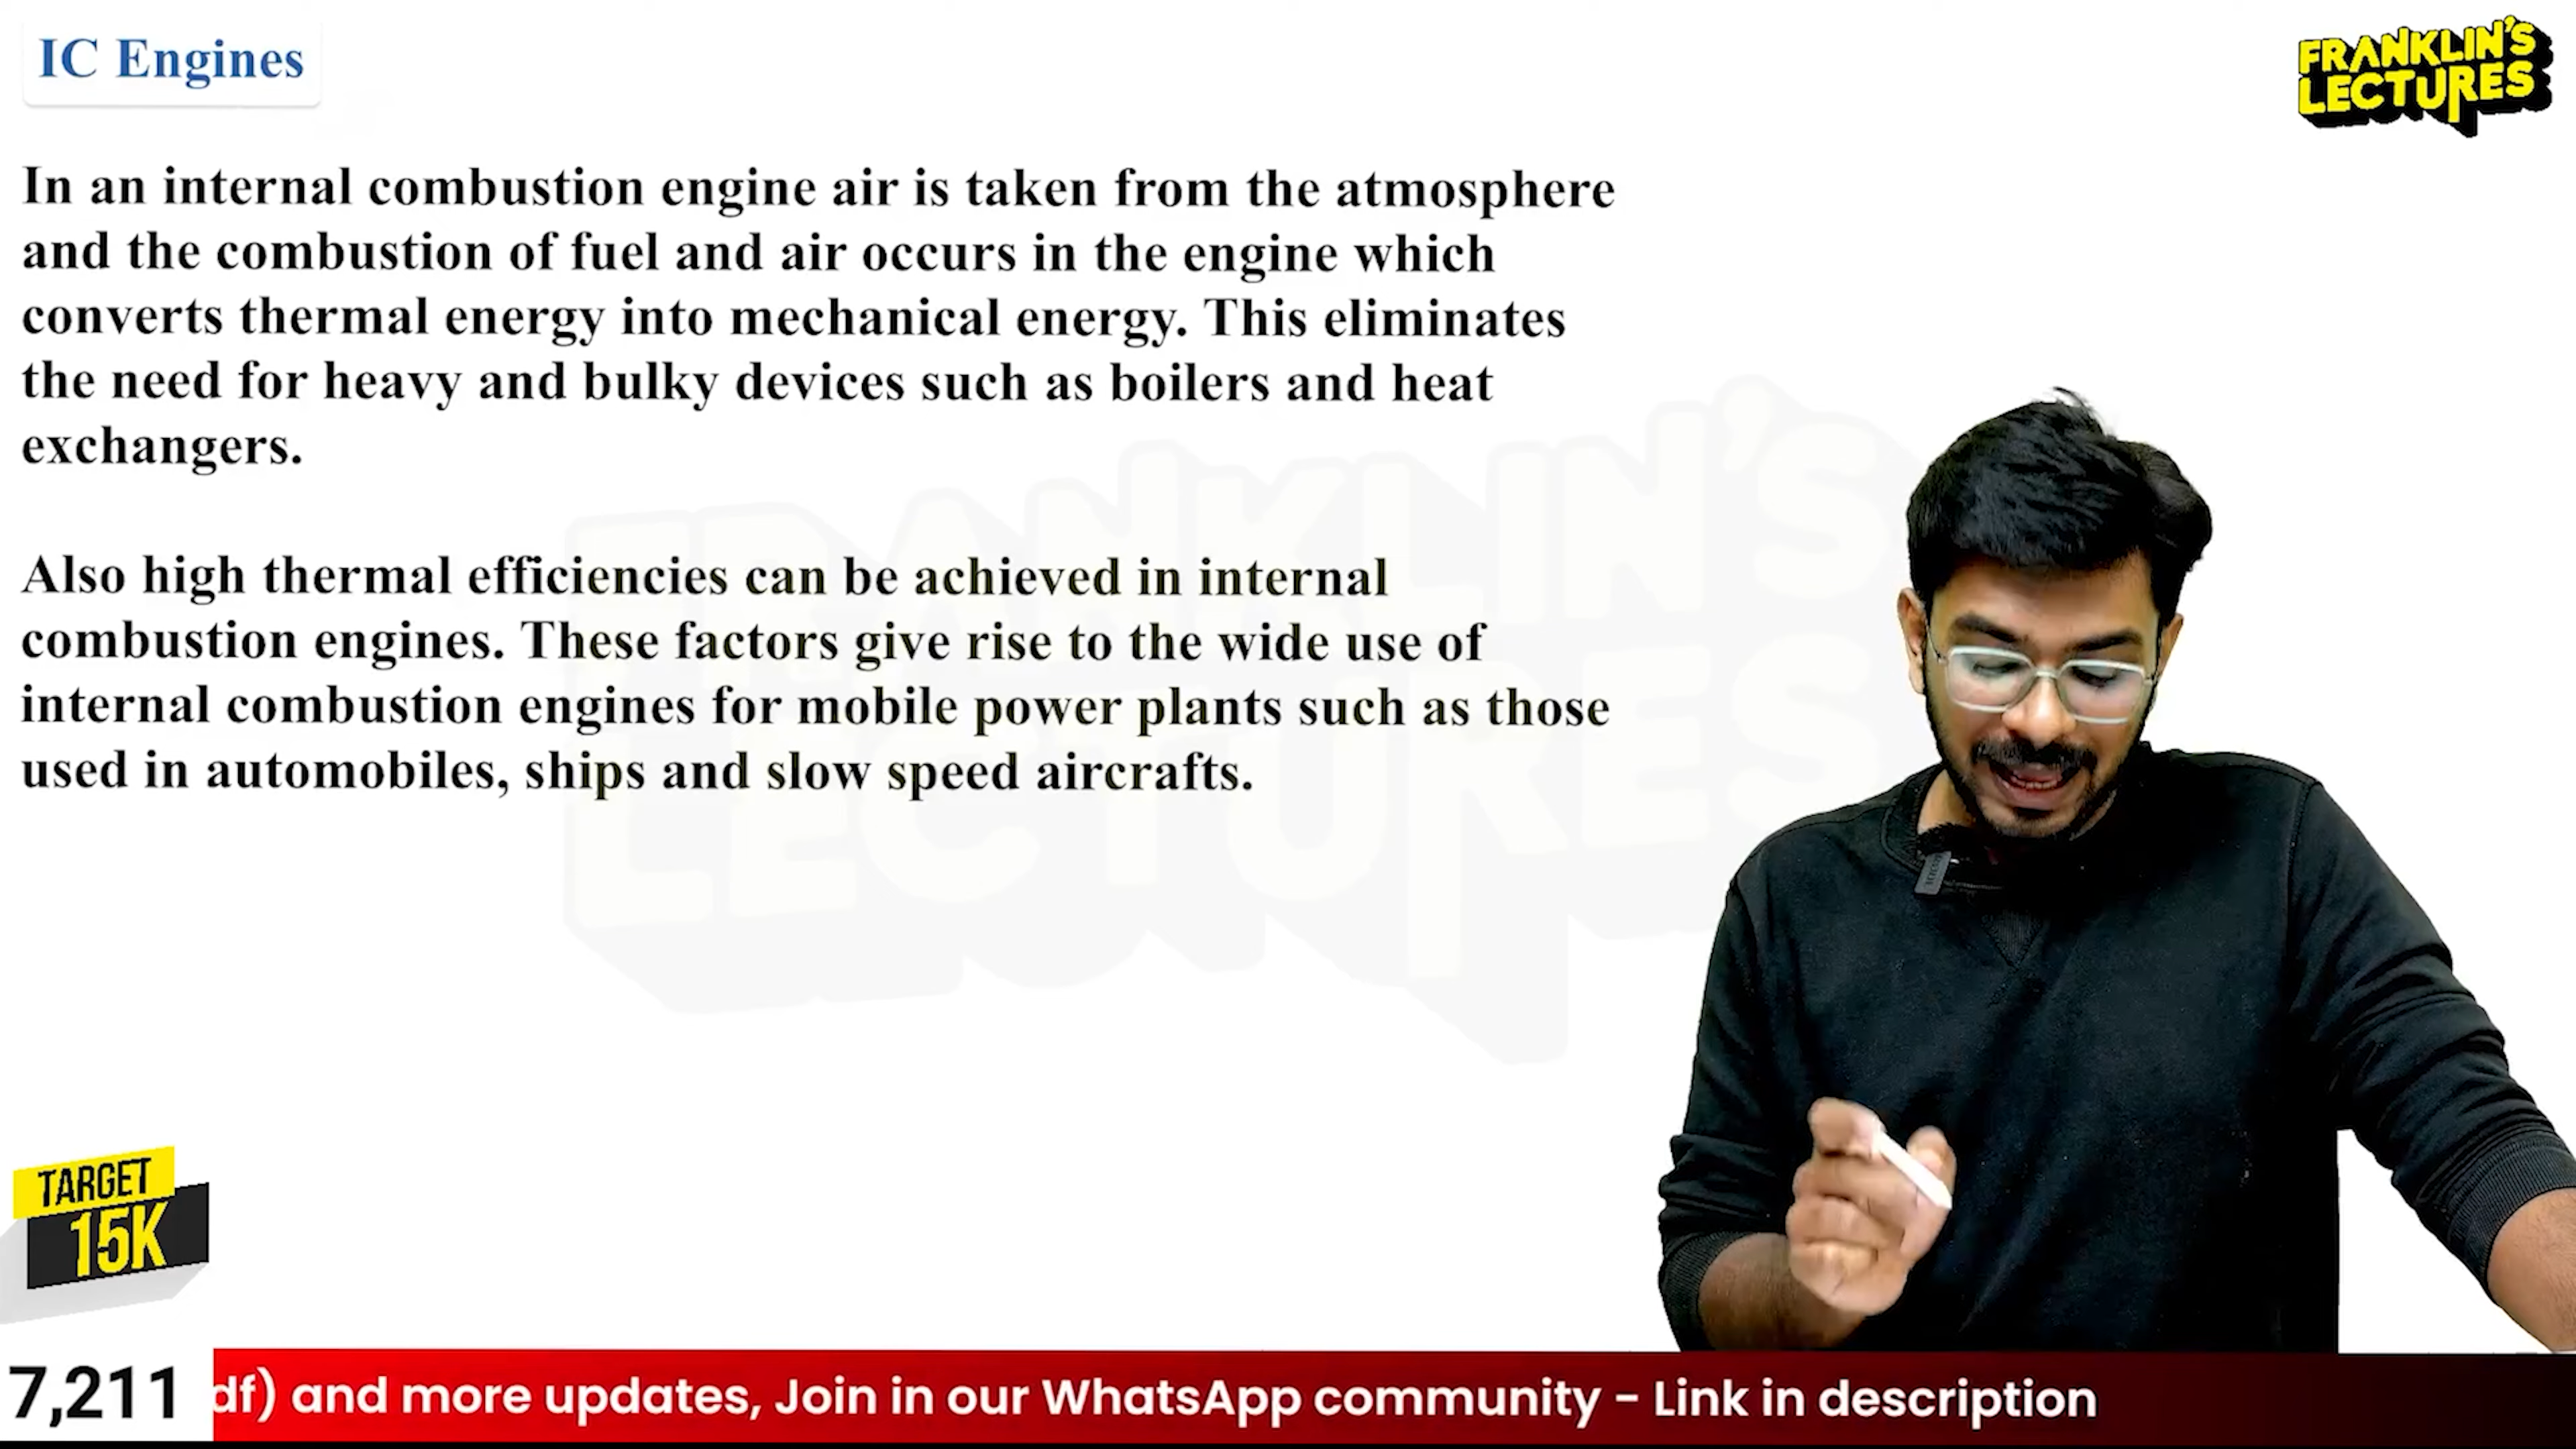 IC Engines
FRANKLIN'S
LECTURES
In an internal combustion engine air is taken from the atmosphere
and the combustion of fuel and air occurs in the engine which
converts thermal energy into mechanical energy. This eliminates
the need for heavy and bulky devices such as boilers and heat
exchangers.
Also high thermal efficiencies can be achieved in internal
combustion engines. These factors give rise to the wide use of
internal combustion engines for mobile power plants such as those
used in automobiles, ships and slow speed aircrafts.
FRANKLIN'S
LECTURES
TARGET
15K
7,211
df) and more updates, Join in our WhatsApp community - Link in description